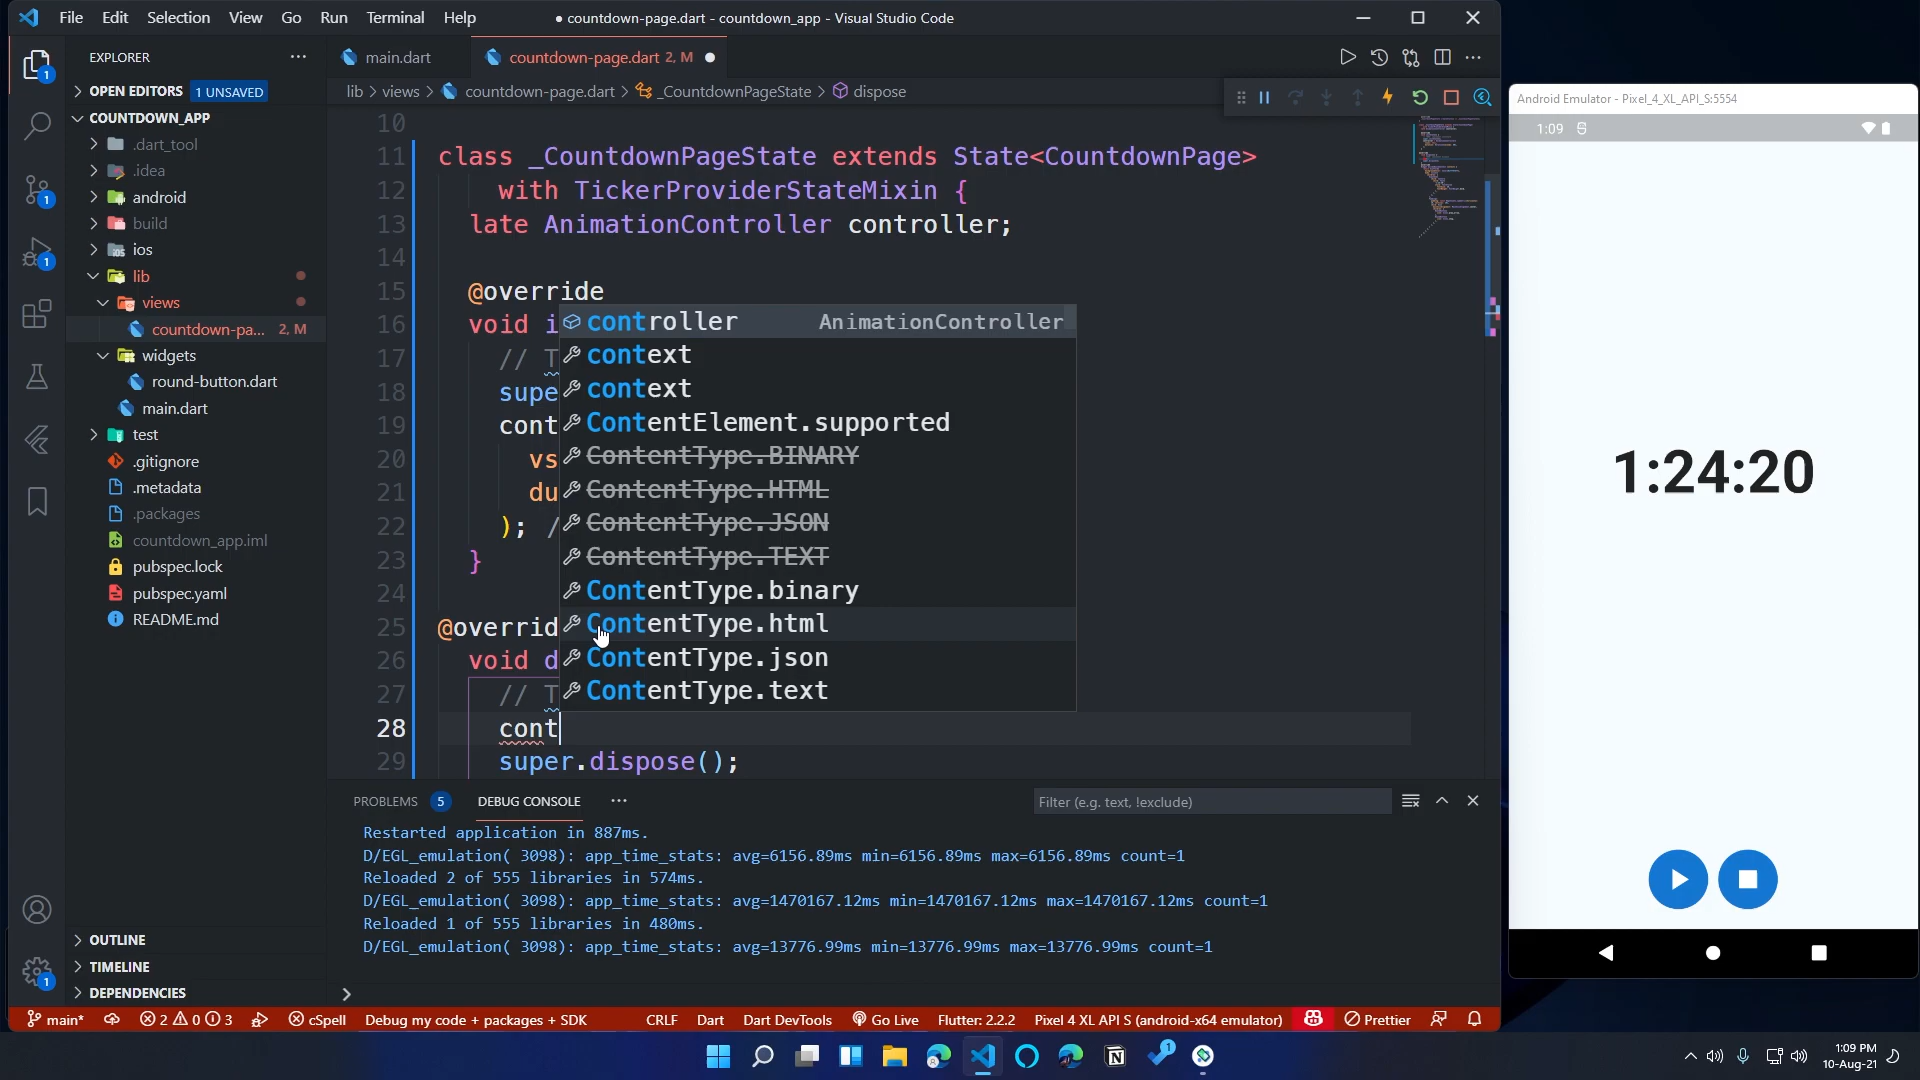 File Edit Selection View Go Run Terminal Help
● countdown-page.dart - countdown_app - Visual Studio Code
EXPLORER
OPEN EDITORS 1 UNSAVED
COUNTDOWN_APP
.dart_tool
.idea
android
build
ios
lib
views
countdown-pa... 2, M
widgets
round-button.dart
main.dart
test
.gitignore
.metadata
.packages
countdown_app.iml
pubspec.lock
pubspec.yaml
README.md
OUTLINE
TIMELINE
DEPENDENCIES
main.dart
countdown-page.dart 2, M
lib > views > countdown-page.dart > _CountdownPageState > dispose
10
11 class _CountdownPageState extends State<CountdownPage>
12 with TickerProviderStateMixin {
13 late AnimationController controller;
14
15 @override
16 void i
17 // T
18 supe
19 cont
20 vs
21 du
22 ); /
23 }
24
25 @overrid
26 void d
27 // T
28 cont
29 super.dispose();
controller AnimationController
context
context
ContentElement.supported
ContentType.BINARY
ContentType.HTML
ContentType.JSON
ContentType.TEXT
ContentType.binary
ContentType.html
ContentType.json
ContentType.text
PROBLEMS 5 DEBUG CONSOLE
Filter (e.g. text, !exclude)
Restarted application in 887ms.
D/EGL_emulation( 3098): app_time_stats: avg=6156.89ms min=6156.89ms max=6156.89ms count=1
Reloaded 2 of 555 libraries in 574ms.
D/EGL_emulation( 3098): app_time_stats: avg=1470167.12ms min=1470167.12ms max=1470167.12ms count=1
Reloaded 1 of 555 libraries in 480ms.
D/EGL_emulation( 3098): app_time_stats: avg=13776.99ms min=13776.99ms max=13776.99ms count=1
main* 2 0 3 cSpell Debug my code + packages + SDK CRLF Dart Dart DevTools Go Live Flutter: 2.2.2 Pixel 4 XL API S (android-x64 emulator) Prettier
Android Emulator - Pixel_4_XL_API_S:5554
1:09
1:24:20
1:09 PM
10-Aug-21